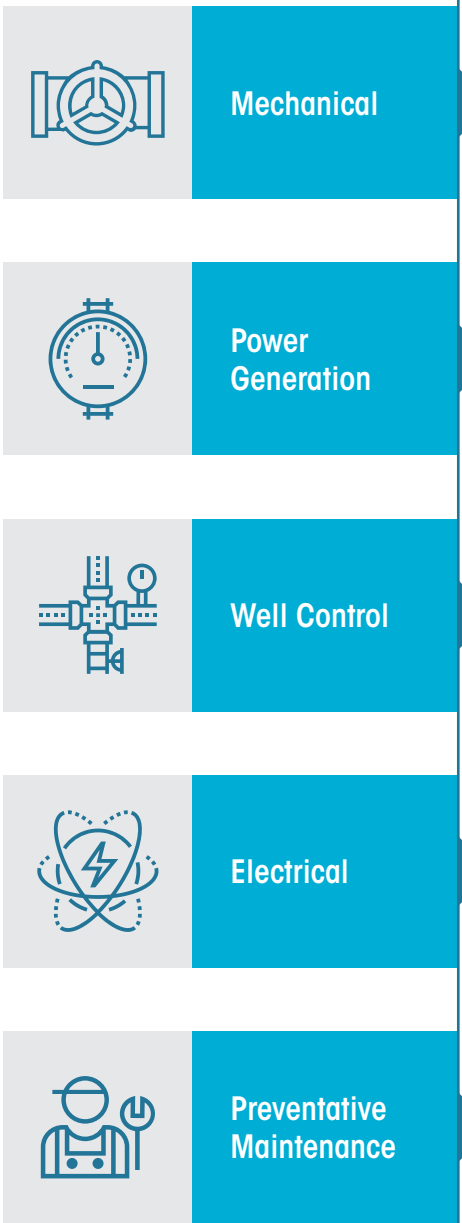 Mechanical
Power
Generation
Well Control
Electrical
Preventative
Maintenance